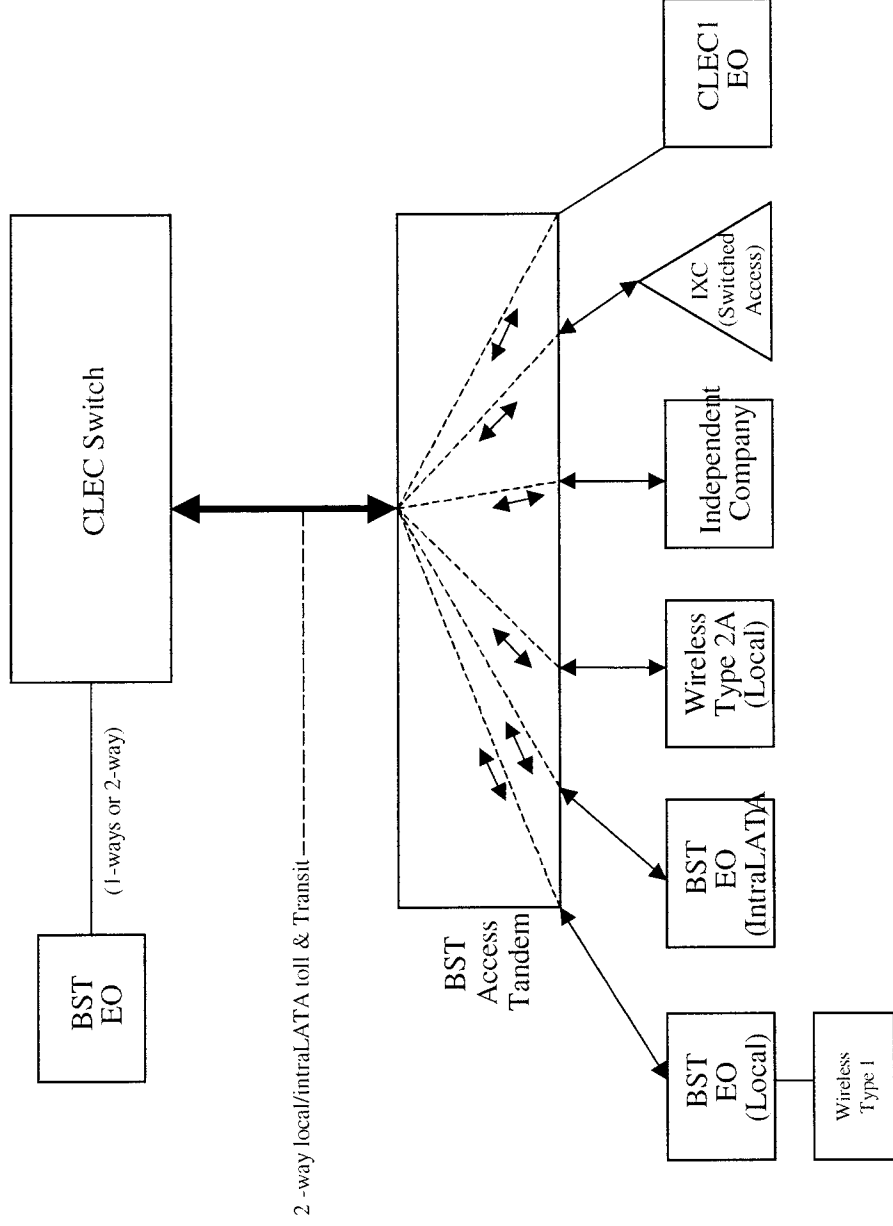 CLEC Switch
BST
EO
(1-ways or 2-way)
2 -way local/intraLATA toll & Transit
BST
Access
Tandem
BST
EO
(Local)
Wireless
Type 1
BST
EO
(IntraLATA)
Wireless
Type 2A
(Local)
Independent
Company
IXC
(Switched
Access)
CLEC1
EO